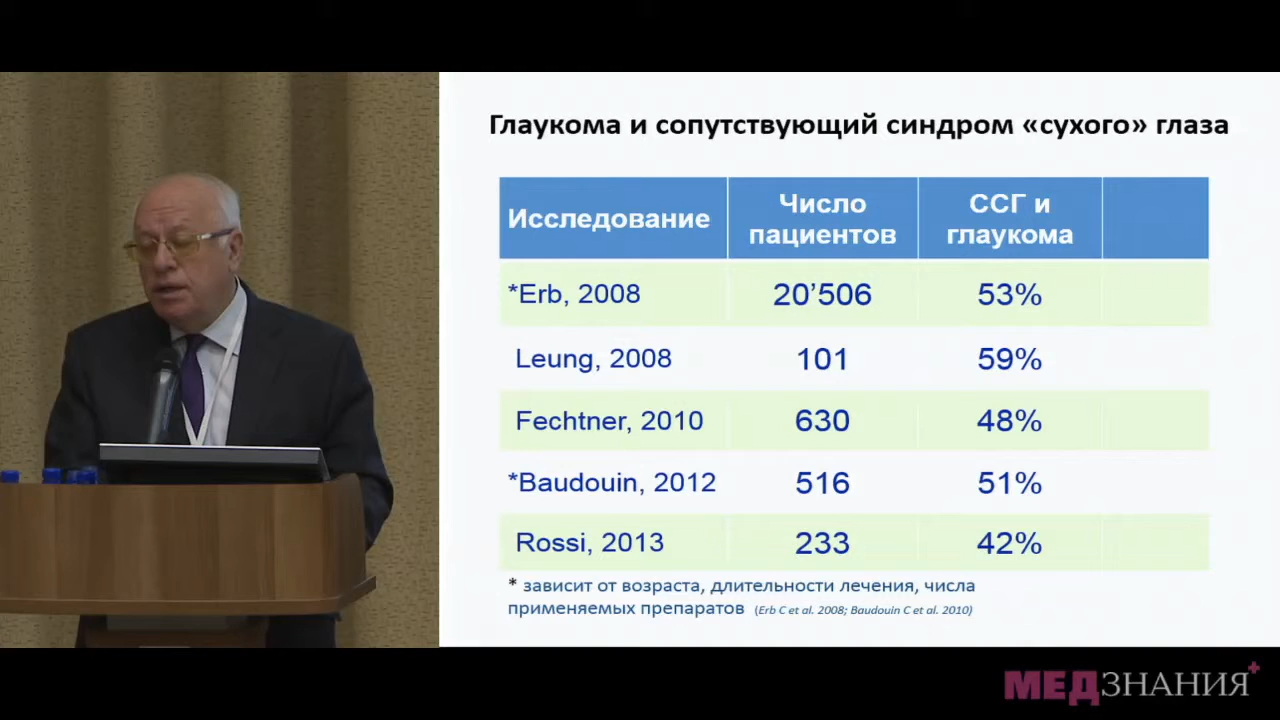 Глаукома и сопутствующий синдром «сухого» глаза
Исследование
Число
пациентов
ССГ и
глаукома
*Erb, 2008 20’506 53%
Leung, 2008 101 59%
Fechtner, 2010 630 48%
*Baudouin, 2012 516 51%
Rossi, 2013 233 42%
* зависит от возраста, длительности лечения, числа
применяемых препаратов (Erb C et al. 2008; Baudouin C et al. 2010)
МЕДЗНАНИЯ+